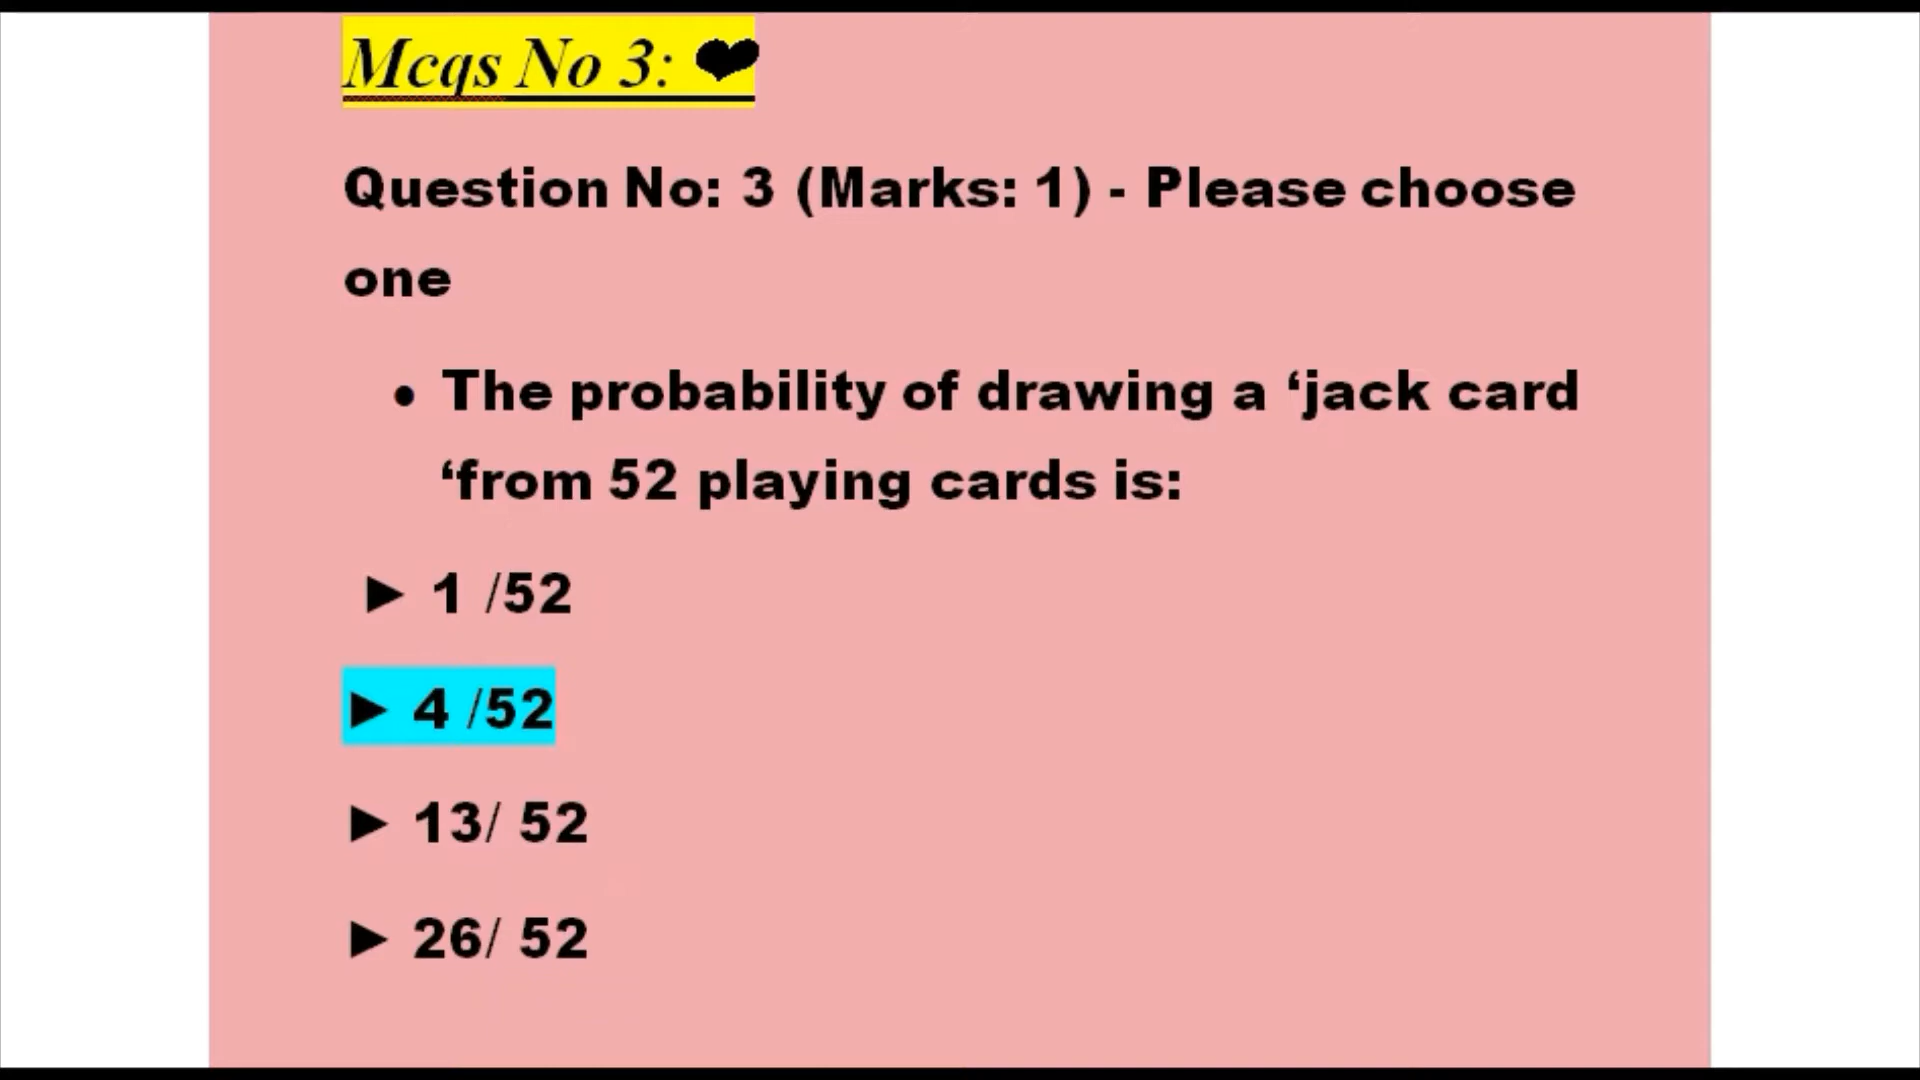 Mcqs No 3: ❤
Question No: 3 (Marks: 1) - Please choose
one
• The probability of drawing a ‘jack card
‘from 52 playing cards is:
► 1 /52
► 4 /52
► 13/ 52
► 26/ 52